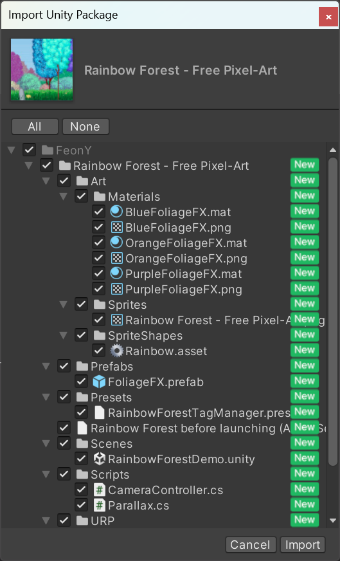 Import Unity Package
Rainbow Forest - Free Pixel-Art
All None
FeonY
Rainbow Forest - Free Pixel-Art New
Art New
Materials New
BlueFoliageFX.mat New
BlueFoliageFX.png New
OrangeFoliageFX.mat New
OrangeFoliageFX.png New
PurpleFoliageFX.mat New
PurpleFoliageFX.png New
Sprites New
Rainbow Forest - Free Pixel-A New
SpriteShapes New
Rainbow.asset New
Prefabs New
FoliageFX.prefab New
Presets New
RainbowForestTagManager.pres New
Rainbow Forest before launching ( New
Scenes New
RainbowForestDemo.unity New
Scripts New
CameraController.cs New
Parallax.cs New
URP New
Cancel Import